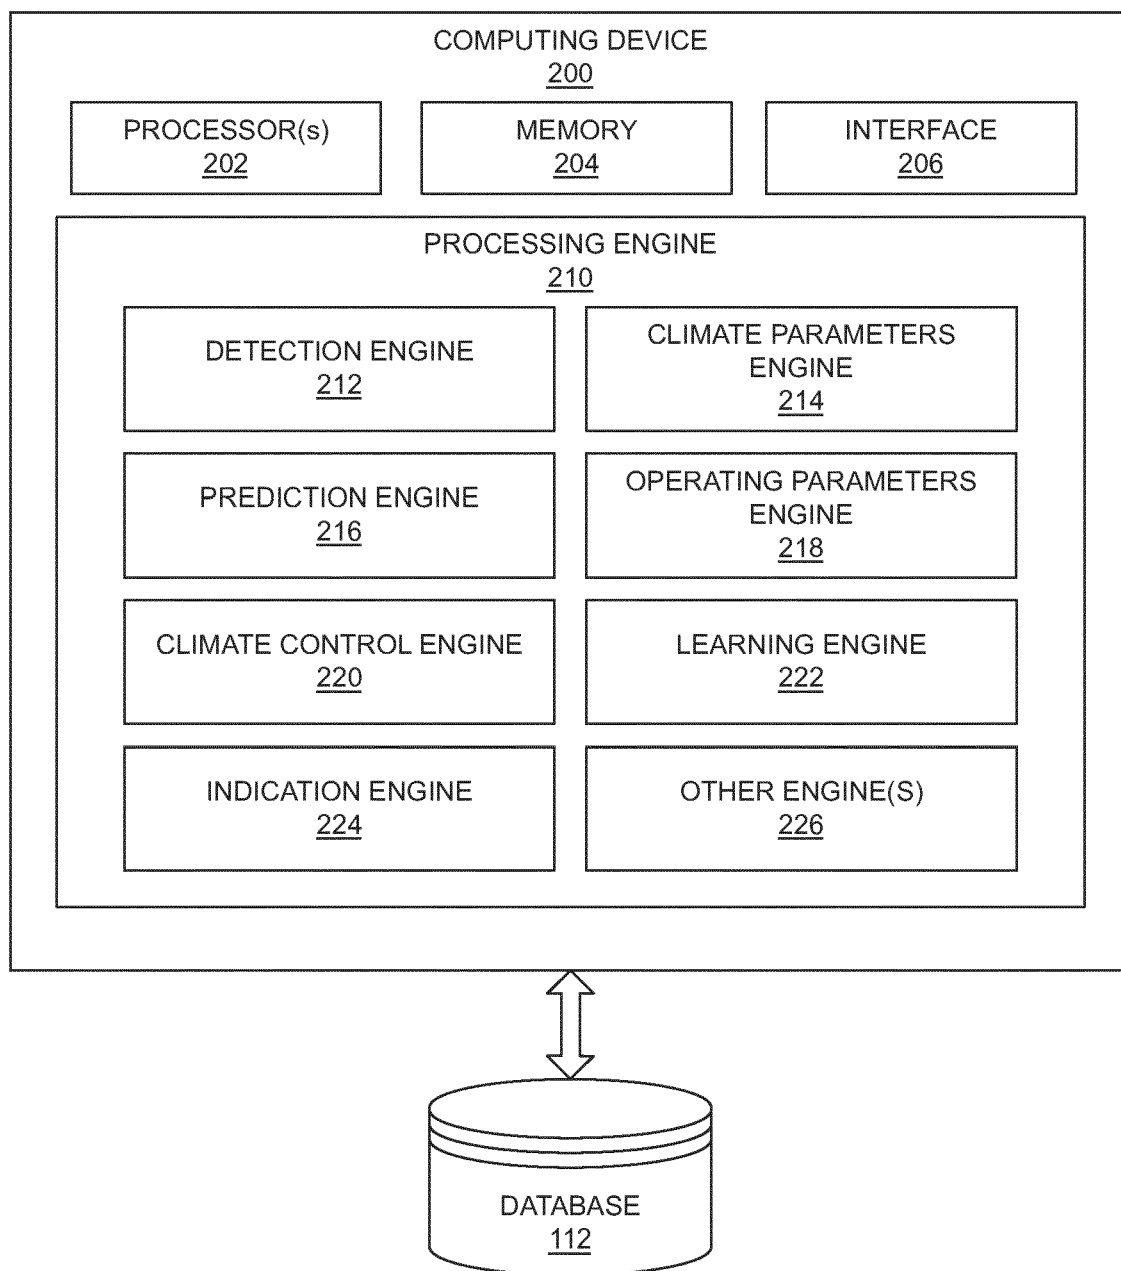 COMPUTING DEVICE
200
PROCESSOR(s)
202
MEMORY
204
INTERFACE
206
PROCESSING ENGINE
210
DETECTION ENGINE
212
CLIMATE PARAMETERS
ENGINE
214
PREDICTION ENGINE
216
OPERATING PARAMETERS
ENGINE
218
CLIMATE CONTROL ENGINE
220
LEARNING ENGINE
222
INDICATION ENGINE
224
OTHER ENGINE(S)
226
DATABASE
112